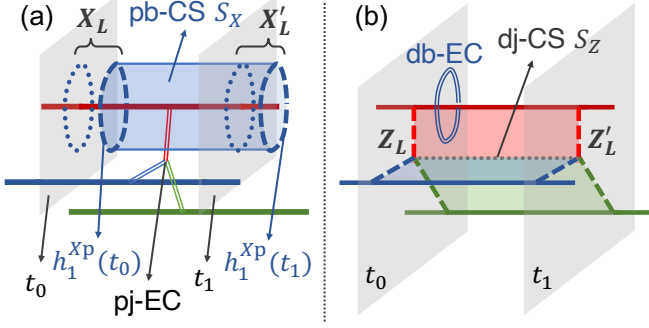 (a)
X_L
pb-CS S_X
X'_L
t_0
h_1^{Xp}(t_0)
pj-EC
t_1
h_1^{Xp}(t_1)
(b)
db-EC
dj-CS S_Z
Z_L
Z'_L
t_0
t_1